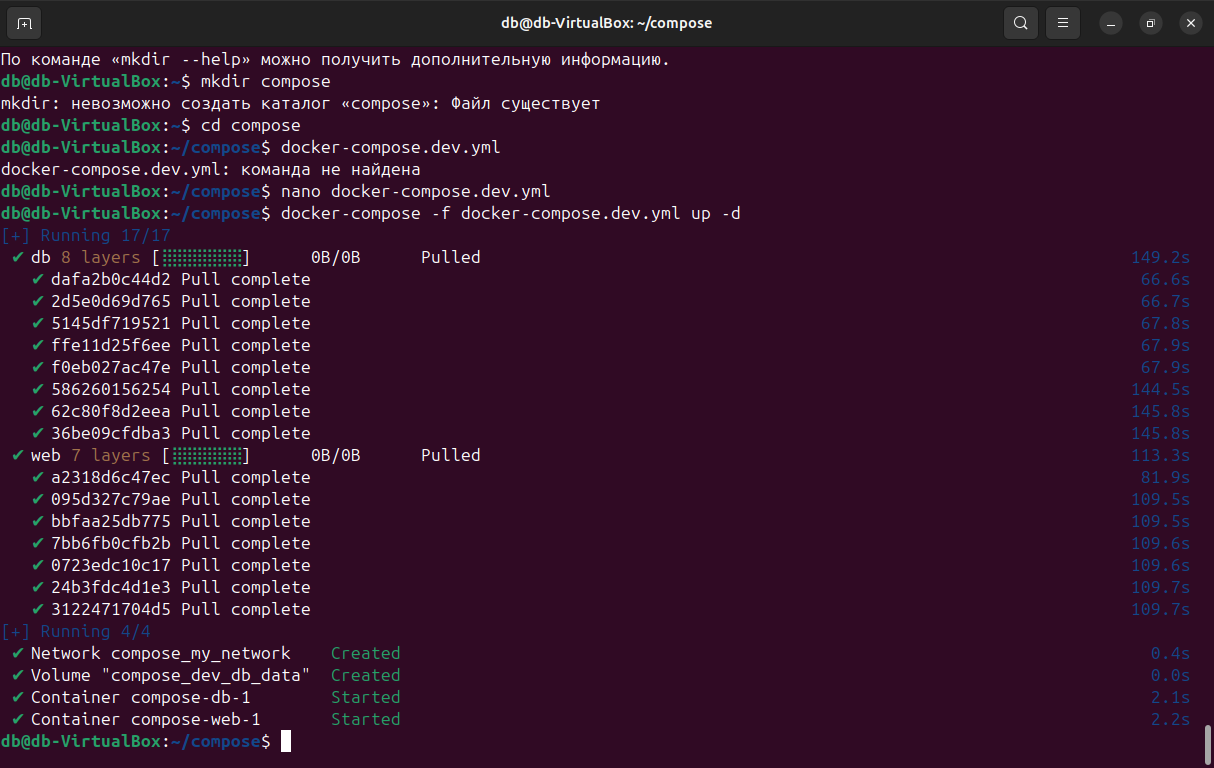 db@db-VirtualBox: ~/compose
По команде «mkdir --help» можно получить дополнительную информацию.
db@db-VirtualBox:~$ mkdir compose
mkdir: невозможно создать каталог «compose»: Файл существует
db@db-VirtualBox:~$ cd compose
db@db-VirtualBox:~/compose$ docker-compose.dev.yml
docker-compose.dev.yml: команда не найдена
db@db-VirtualBox:~/compose$ nano docker-compose.dev.yml
db@db-VirtualBox:~/compose$ docker-compose -f docker-compose.dev.yml up -d
[+] Running 17/17
✔ db 8 layers [⣿⣿⣿⣿⣿⣿⣿⣿] 0B/0B Pulled 149.2s
✔ dafa2b0c44d2 Pull complete 66.6s
✔ 2d5e0d69d765 Pull complete 66.7s
✔ 5145df719521 Pull complete 67.8s
✔ ffe11d25f6ee Pull complete 67.9s
✔ f0eb027ac47e Pull complete 67.9s
✔ 586260156254 Pull complete 144.5s
✔ 62c80f8d2eea Pull complete 145.8s
✔ 36be09cfdba3 Pull complete 145.8s
✔ web 7 layers [⣿⣿⣿⣿⣿⣿⣿] 0B/0B Pulled 113.3s
✔ a2318d6c47ec Pull complete 81.9s
✔ 095d327c79ae Pull complete 109.5s
✔ bbfaa25db775 Pull complete 109.5s
✔ 7bb6fb0cfb2b Pull complete 109.6s
✔ 0723edc10c17 Pull complete 109.6s
✔ 24b3fdc4d1e3 Pull complete 109.7s
✔ 3122471704d5 Pull complete 109.7s
[+] Running 4/4
✔ Network compose_my_network Created 0.4s
✔ Volume "compose_dev_db_data" Created 0.0s
✔ Container compose-db-1 Started 2.1s
✔ Container compose-web-1 Started 2.2s
db@db-VirtualBox:~/compose$